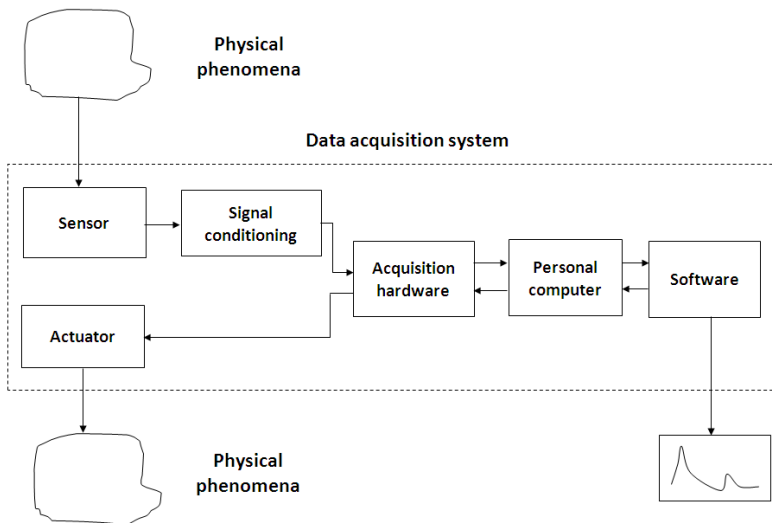 Physical
phenomena
Data acquisition system
Sensor
Signal
conditioning
Acquisition
hardware
Personal
computer
Software
Actuator
Physical
phenomena